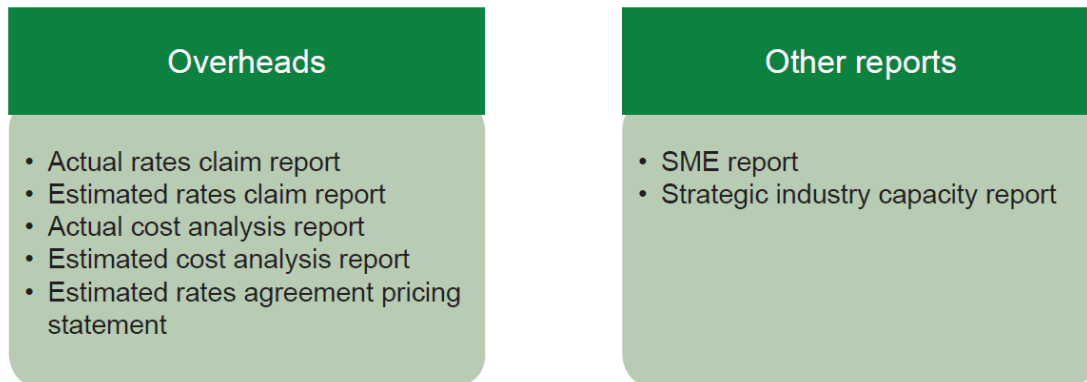 Overheads
• Actual rates claim report
• Estimated rates claim report
• Actual cost analysis report
• Estimated cost analysis report
• Estimated rates agreement pricing
statement
Other reports
• SME report
• Strategic industry capacity report